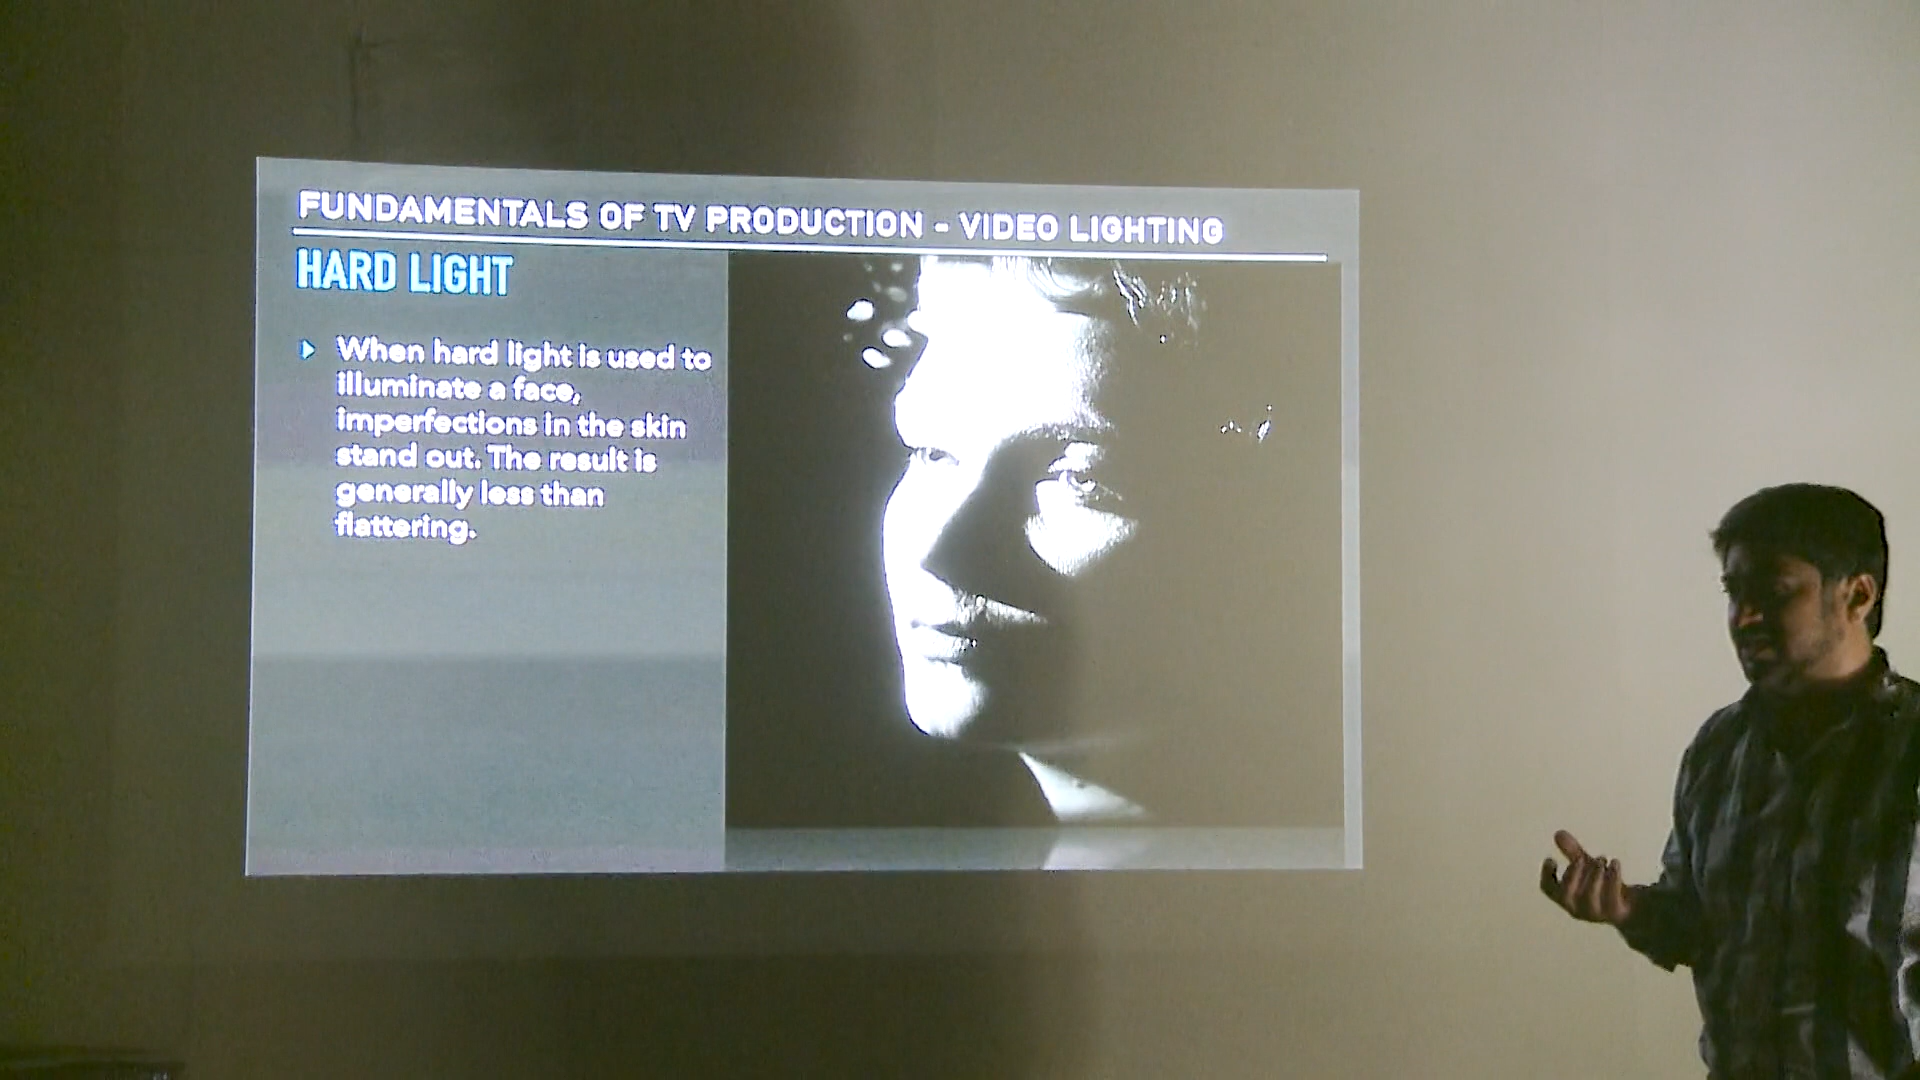 FUNDAMENTALS OF TV PRODUCTION - VIDEO LIGHTING
HARD LIGHT
When hard light is used to
illuminate a face,
imperfections in the skin
stand out. The result is
generally less than
flattering.